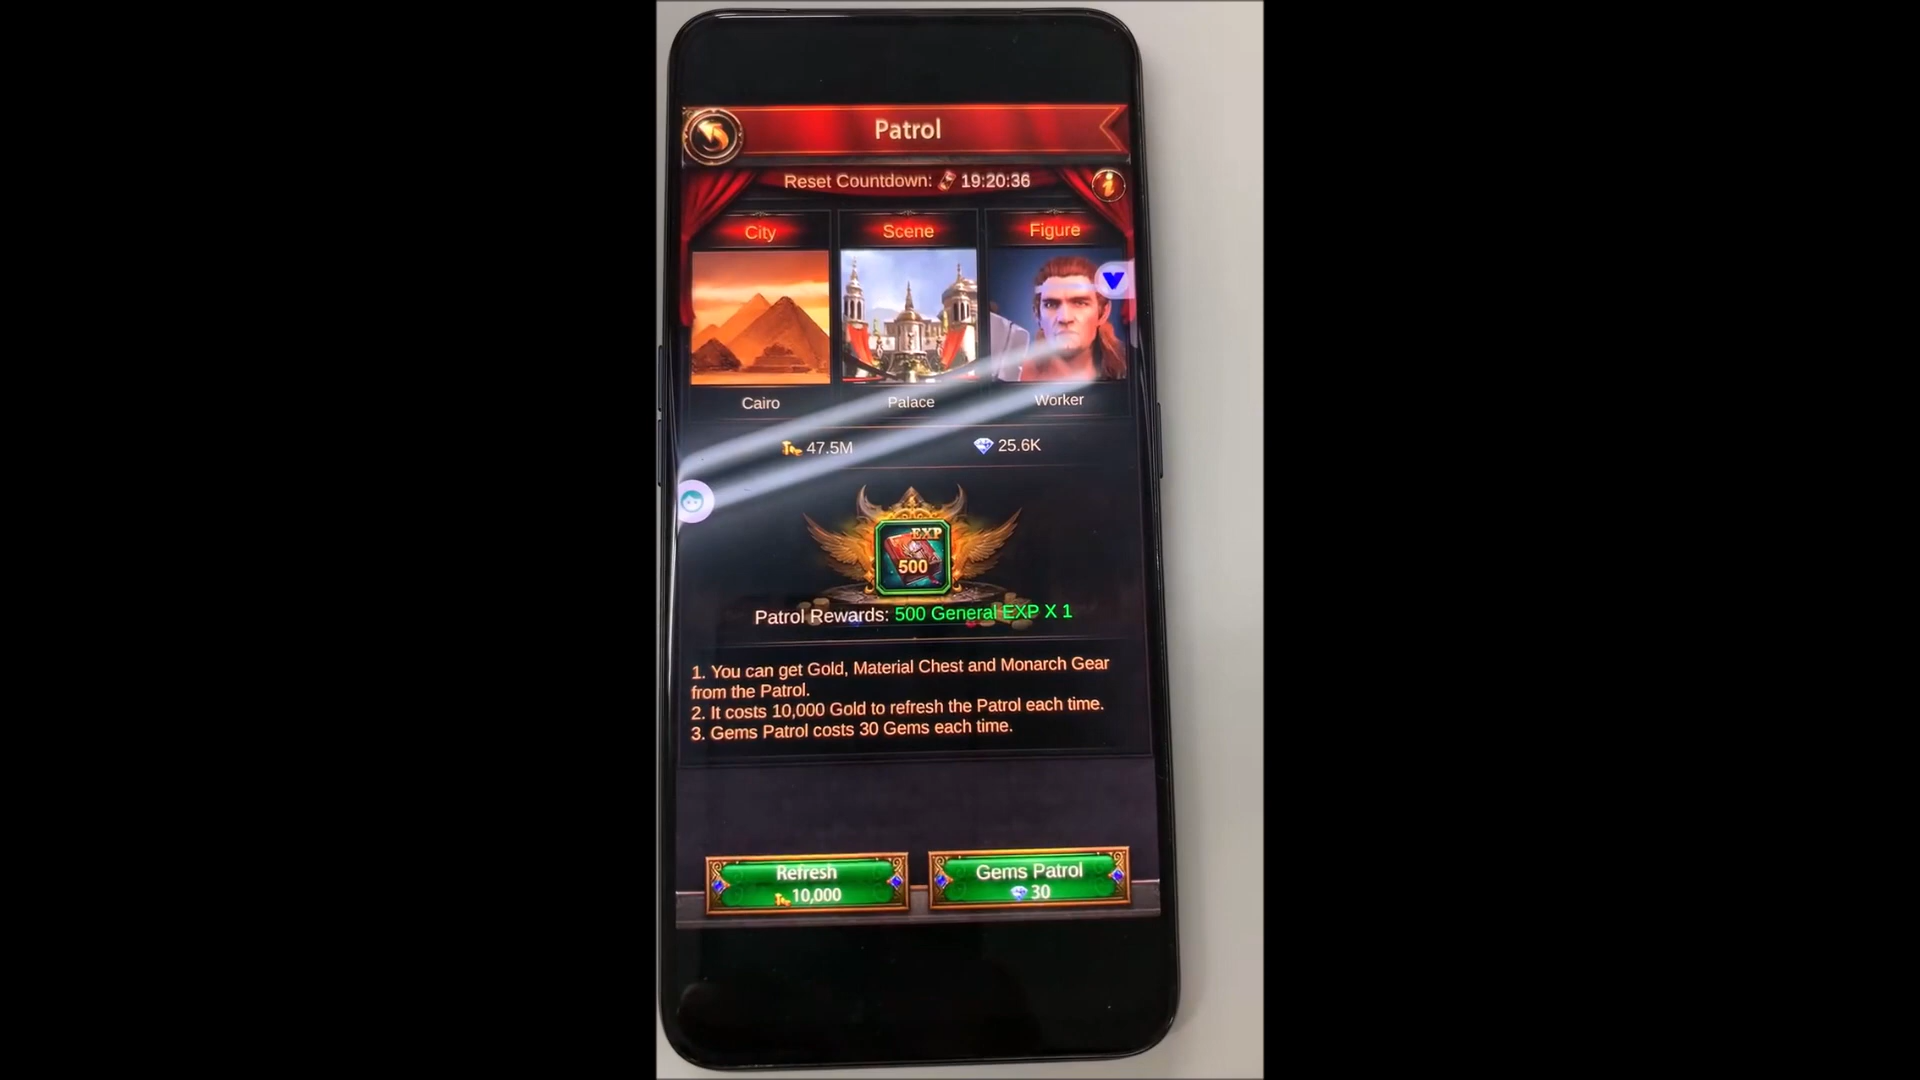 Patrol
Reset Countdown: 19:20:36
City
Scene
Figure
Cairo
Palace
Worker
47.5M
25.6K
EXP
500
Patrol Rewards: 500 General EXP X 1
1. You can get Gold, Material Chest and Monarch Gear
from the Patrol.
2. It costs 10,000 Gold to refresh the Patrol each time.
3. Gems Patrol costs 30 Gems each time.
Refresh
10,000
Gems Patrol
30